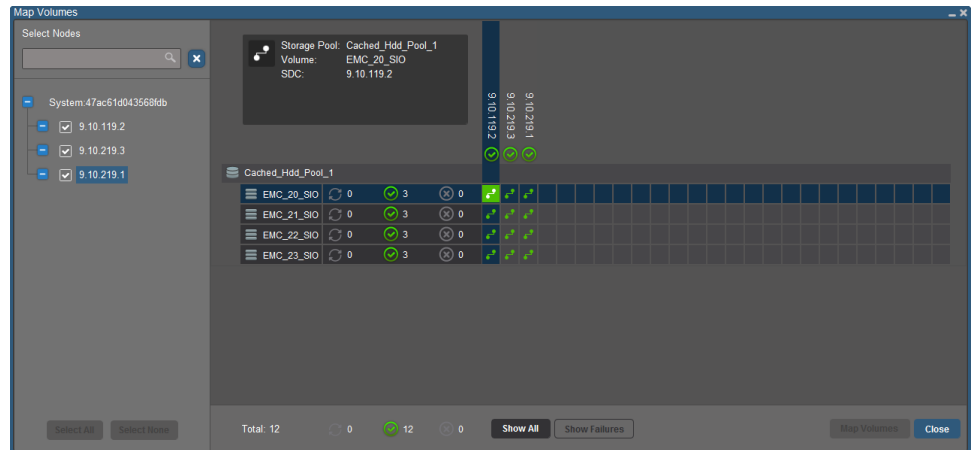 Map Volumes
Select Nodes
System:47ac61d043568fdb
9.10.119.2
9.10.219.3
9.10.219.1
Storage Pool: Cached_Hdd_Pool_1
Volume: EMC_20_SIO
SDC: 9.10.119.2
9.10.119.2
9.10.219.3
9.10.219.1
Cached_Hdd_Pool_1
EMC_20_SIO 0 3 0
EMC_21_SIO 0 3 0
EMC_22_SIO 0 3 0
EMC_23_SIO 0 3 0
Select All Select None
Total: 12 0 12 0 Show All Show Failures Map Volumes Close